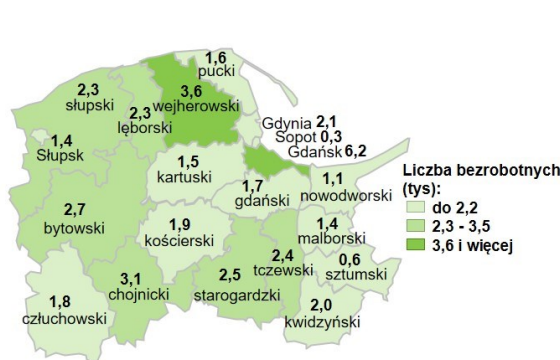 1,6
pucki
2,3
słupski
2,3
lęborski
3,6
wejherowski
Gdynia 2,1
Sopot 0,3
Gdańsk 6,2
1,4
Słupsk
1,5
kartuski
1,7
gdański
1,1
nowodworski
2,7
bytowski
1,9
kościerski
1,4
malborski
2,4
tczewski
0,6
sztumski
3,1
chojnicki
2,5
starogardzki
1,8
człuchowski
2,0
kwidzyński
Liczba bezrobotnych
(tys):
do 2,2
2,3 - 3,5
3,6 i więcej